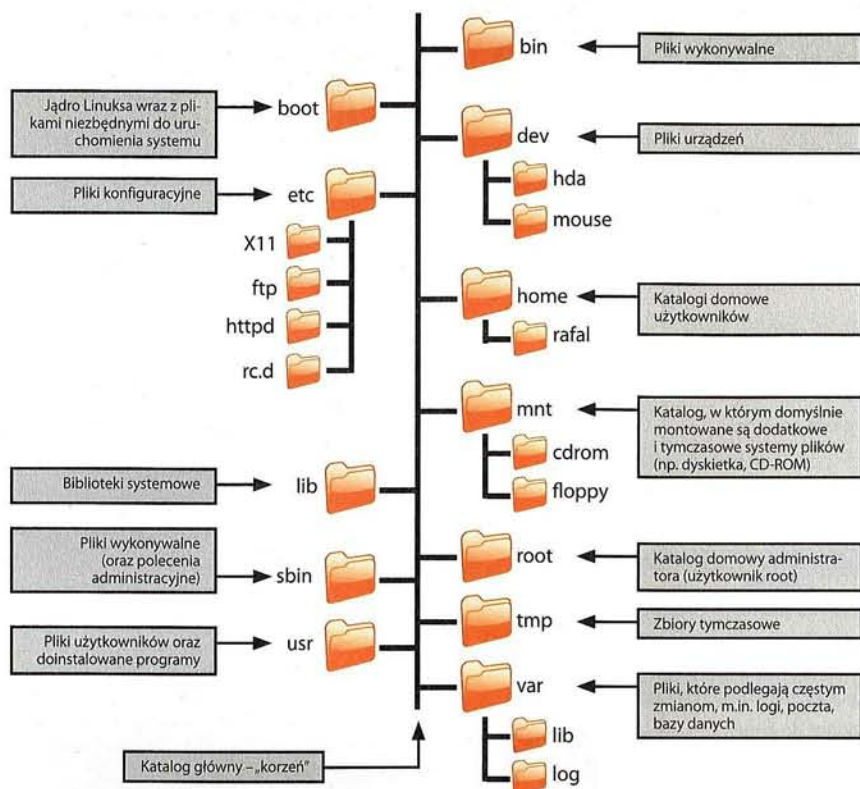 bin
Pliki wykonywalne
Jądro Linuksa wraz z pli-
kami niezbędnymi do uru-
chomienia systemu
boot
dev
Pliki urządzeń
hda
mouse
Pliki konfiguracyjne
etc
X11
ftp
httpd
rc.d
home
Katalogi domowe
użytkowników
rafal
mnt
Katalog, w którym domyślnie
montowane są dodatkowe
i tymczasowe systemy plików
(np. dyskietka, CD-ROM)
cdrom
floppy
Biblioteki systemowe
lib
Pliki wykonywalne
(oraz polecenia
administracyjne)
sbin
root
Katalog domowy administra-
tora (użytkownik root)
tmp
Zbiory tymczasowe
Pliki użytkowników oraz
doinstalowane programy
usr
var
Pliki, które podlegają częstym
zmianom, m.in. logi, poczta,
bazy danych
lib
log
Katalog główny – „korzeń”